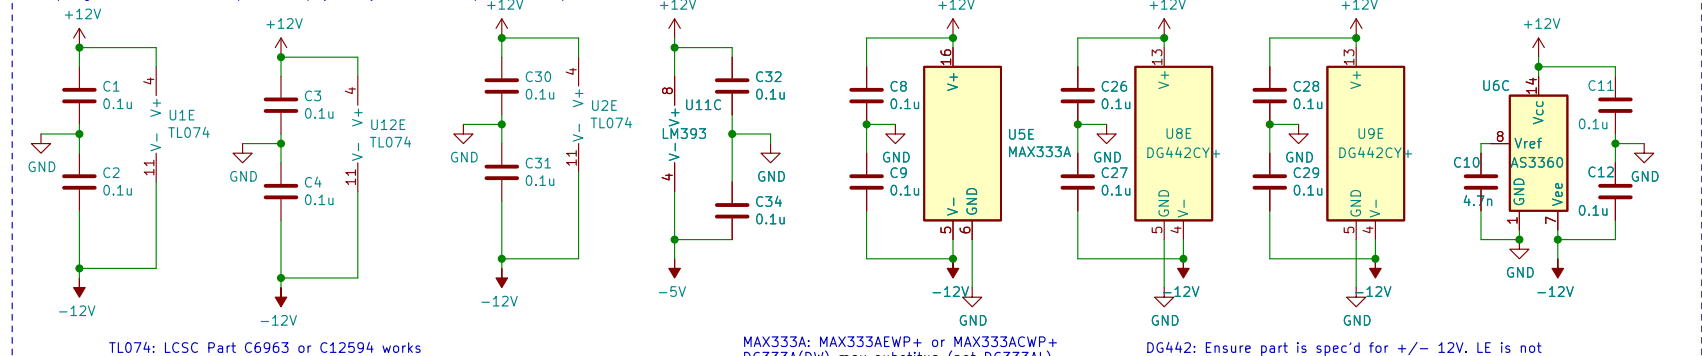 +12V
C1
0.1u
4
V+
U1E
TL074
V-
11
GND
C2
0.1u
-12V
+12V
C3
0.1u
4
V+
U12E
TL074
V-
11
GND
C4
0.1u
-12V
+12V
C30
0.1u
4
V+
U2E
TL074
V-
11
GND
C31
0.1u
-12V
+12V
8
V+
U11C
LM393
V-
4
C32
0.1u
GND
C34
0.1u
-5V
+12V
16
V+
C8
0.1u
GND
C9
0.1u
U5E
MAX333A
V-
GND
5
6
-12V
GND
+12V
13
V+
C26
0.1u
GND
C27
0.1u
U8E
DG442CY+
GND
V-
5
4
-12V
GND
+12V
13
V+
C28
0.1u
GND
C29
0.1u
U9E
DG442CY+
GND
V-
5
4
-12V
GND
+12V
U6C
14
Vcc
C11
0.1u
8
Vref
AS3360
C10
4.7n
GND
Vee
1
7
C12
0.1u
GND
GND
-12V
TL074: LCSC Part C6963 or C12594 works
MAX333A: MAX333AEWP+ or MAX333ACWP+
DG442: Ensure part is spec'd for +/- 12V. LE is not